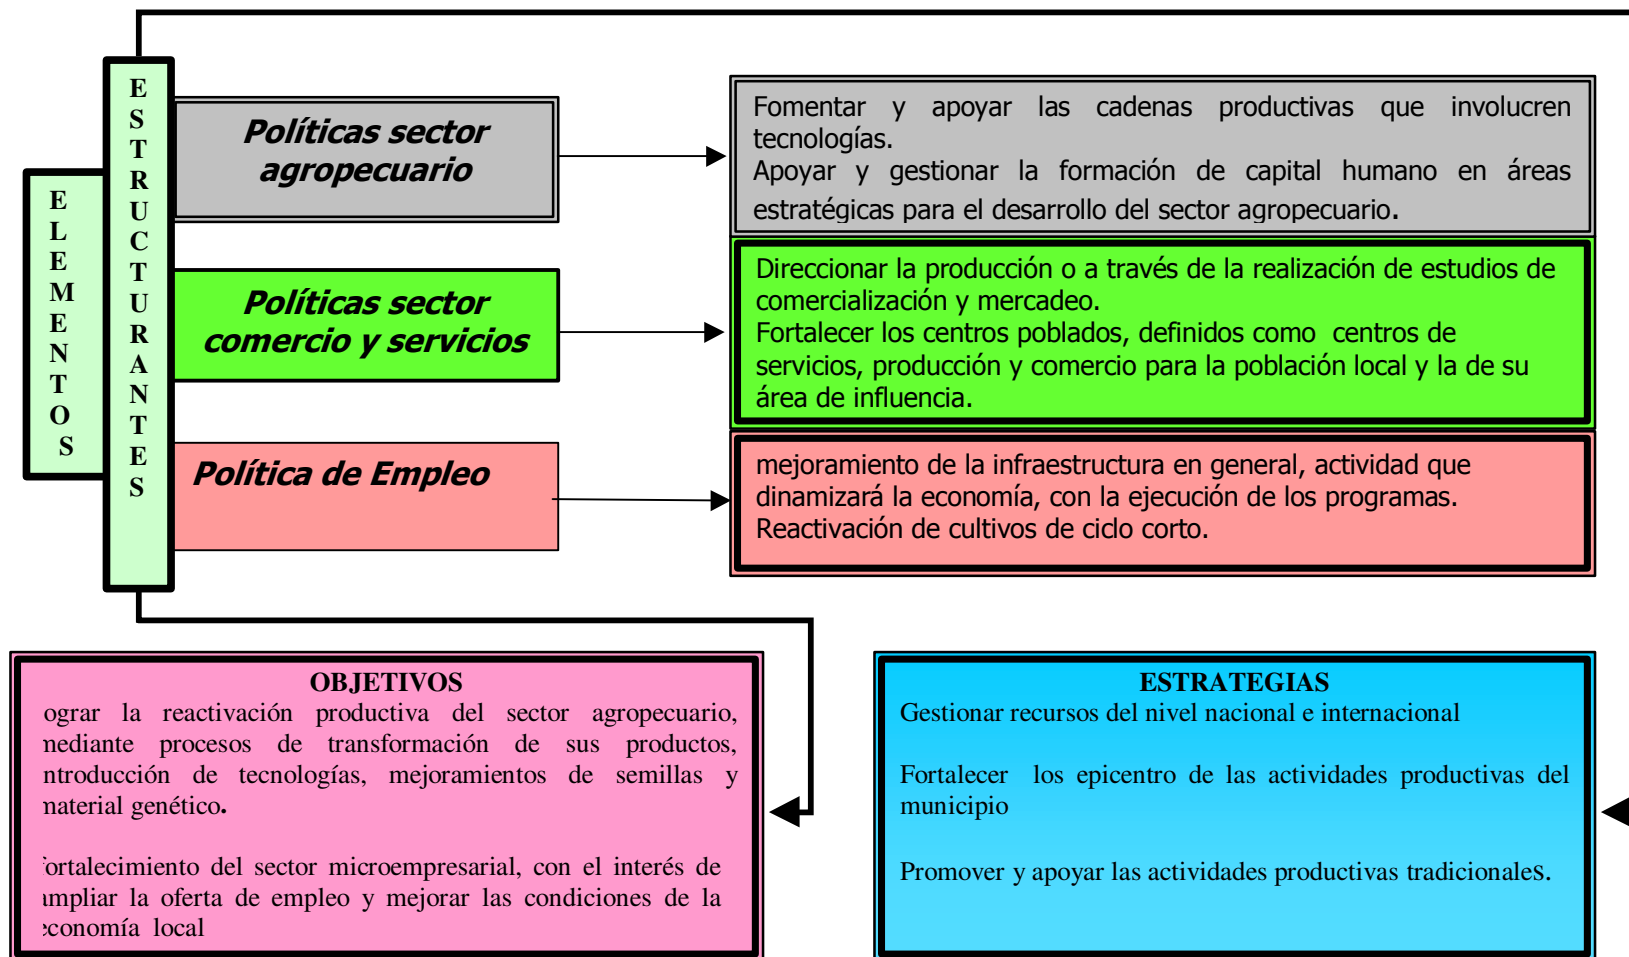 ELEMENTOS
ESTRUCTURANTES
Políticas sector
agropecuario
Fomentar y apoyar las cadenas productivas que involucren
tecnologías.
Apoyar y gestionar la formación de capital humano en áreas
estratégicas para el desarrollo del sector agropecuario.
Políticas sector
comercio y servicios
Direccionar la producción o a través de la realización de estudios de
comercialización y mercadeo.
Fortalecer los centros poblados, definidos como centros de
servicios, producción y comercio para la población local y la de su
área de influencia.
Política de Empleo
mejoramiento de la infraestructura en general, actividad que
dinamizará la economía, con la ejecución de los programas.
Reactivación de cultivos de ciclo corto.
OBJETIVOS
ograr la reactivación productiva del sector agropecuario,
mediante procesos de transformación de sus productos,
ntroducción de tecnologías, mejoramientos de semillas y
material genético.
fortalecimiento del sector microempresarial, con el interés de
ampliar la oferta de empleo y mejorar las condiciones de la
economía local
ESTRATEGIAS
Gestionar recursos del nivel nacional e internacional
Fortalecer los epicentro de las actividades productivas del
municipio
Promover y apoyar las actividades productivas tradicionales.